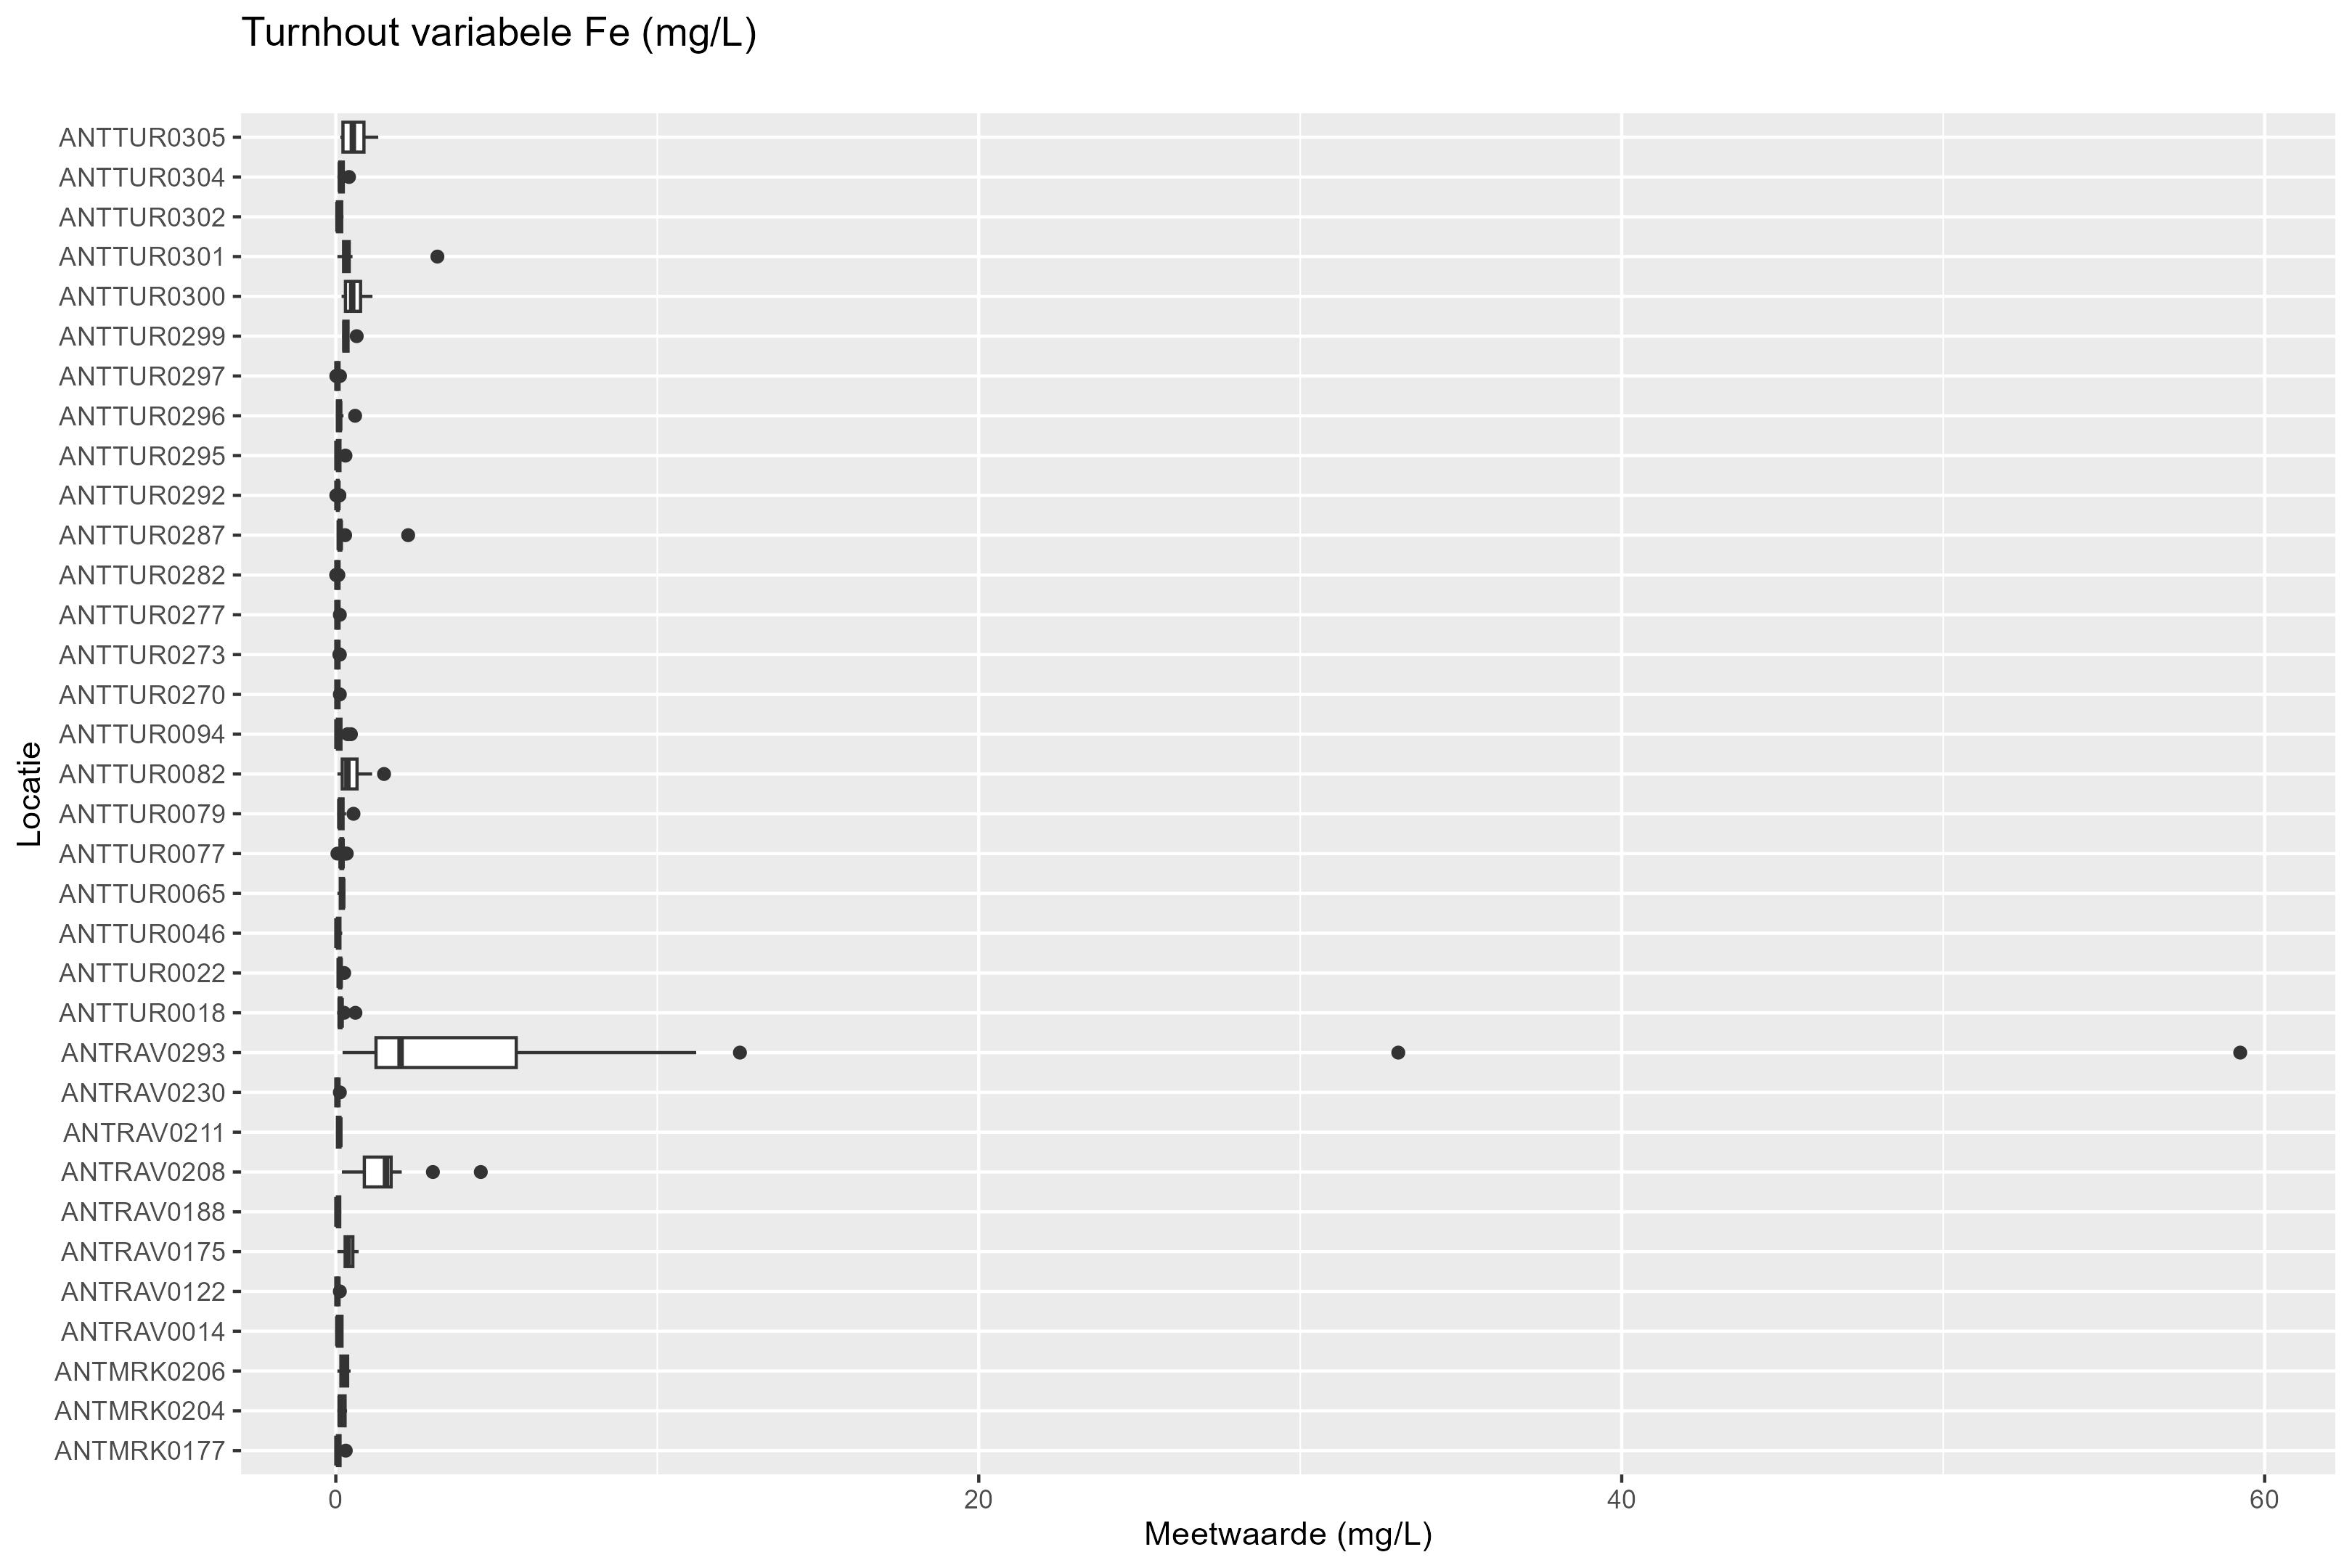 Turnhout variabele Fe (mg/L)
Locatie
ANTTUR0305
ANTTUR0304
ANTTUR0302
ANTTUR0301
ANTTUR0300
ANTTUR0299
ANTTUR0297
ANTTUR0296
ANTTUR0295
ANTTUR0292
ANTTUR0287
ANTTUR0282
ANTTUR0277
ANTTUR0273
ANTTUR0270
ANTTUR0094
ANTTUR0082
ANTTUR0079
ANTTUR0077
ANTTUR0065
ANTTUR0046
ANTTUR0022
ANTTUR0018
ANTRAV0293
ANTRAV0230
ANTRAV0211
ANTRAV0208
ANTRAV0188
ANTRAV0175
ANTRAV0122
ANTRAV0014
ANTMRK0206
ANTMRK0204
ANTMRK0177
0 20 40 60
Meetwaarde (mg/L)